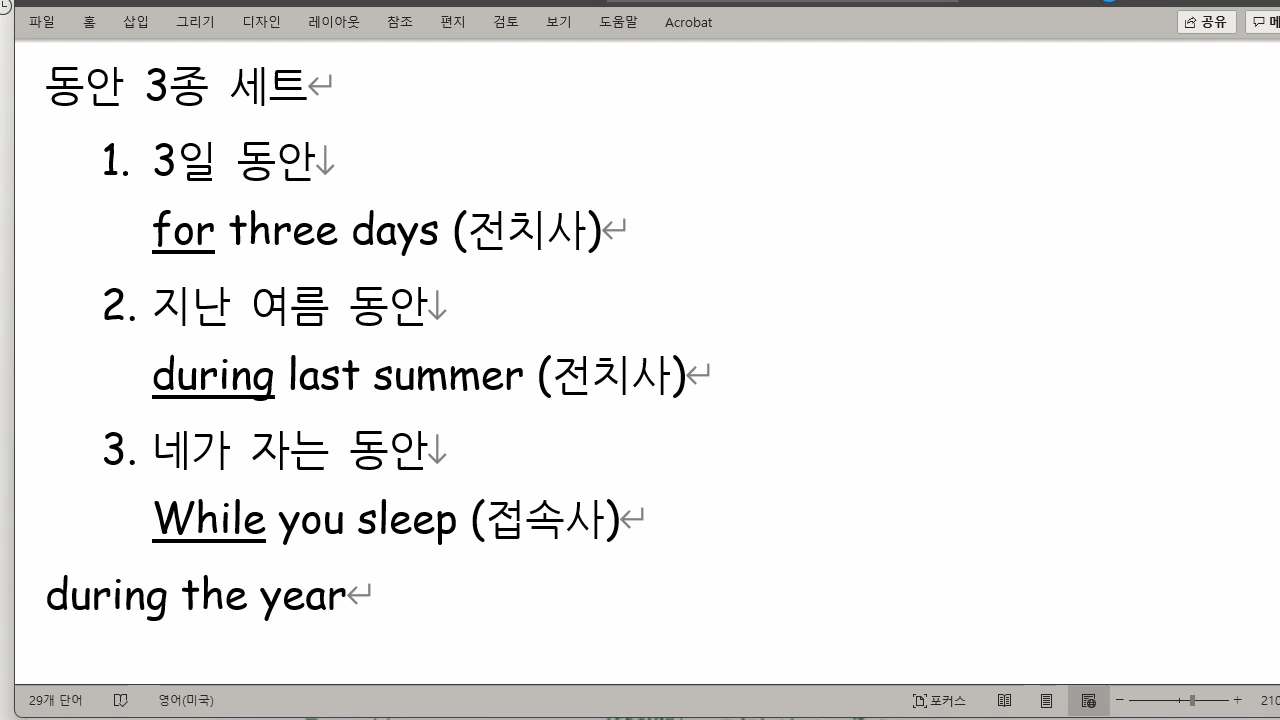 파일 홈 삽입 그리기 디자인 레이아웃 참조 편지 검토 보기 도움말 Acrobat 공유
동안 3종 세트
1. 3일 동안
for three days (전치사)
2. 지난 여름 동안
during last summer (전치사)
3. 네가 자는 동안
While you sleep (접속사)
during the year
29개 단어 영어(미국) 포커스 210